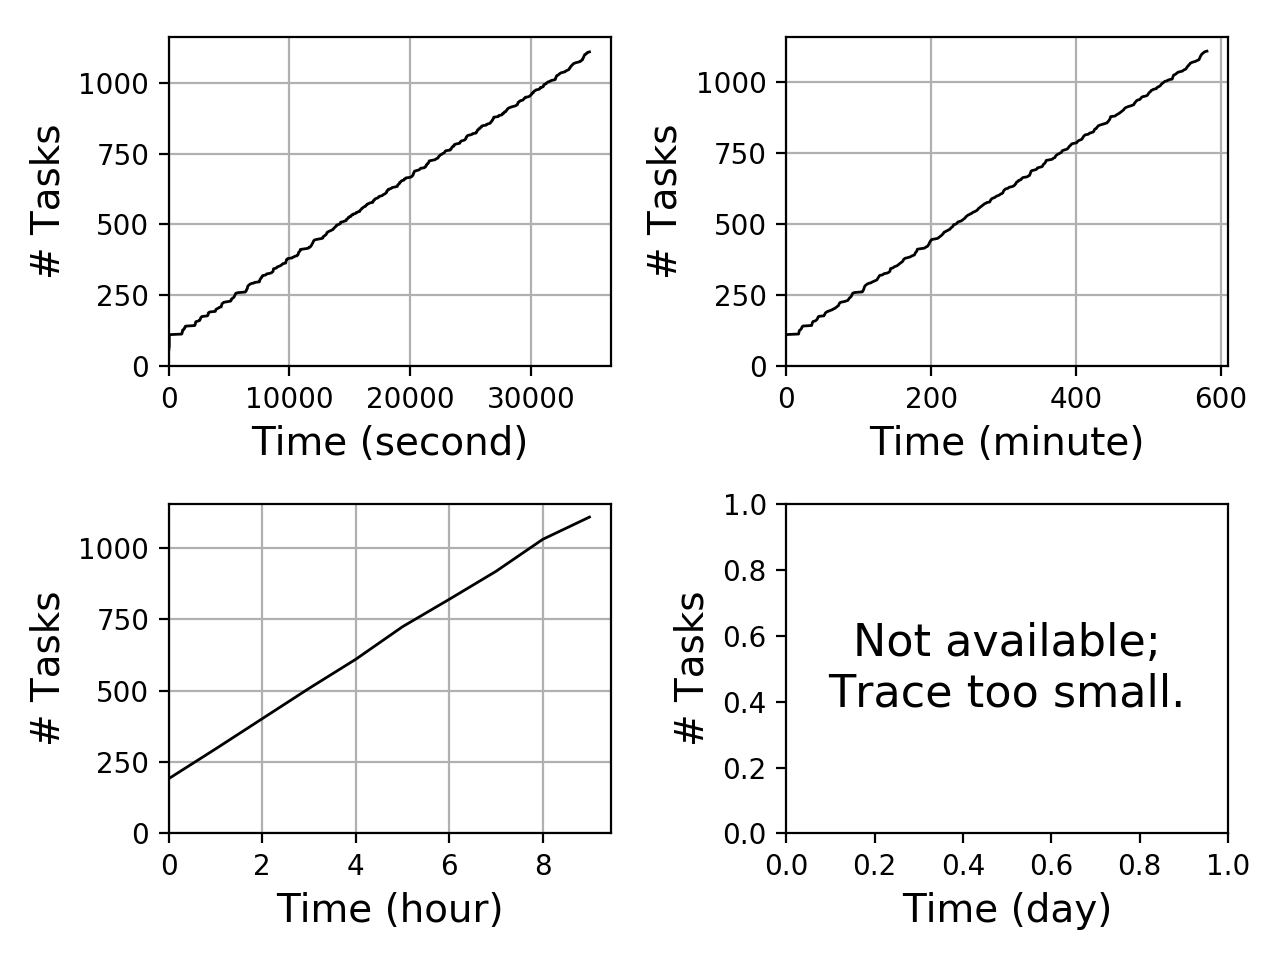 # Tasks
1000
750
500
250
0
0 10000 20000 30000
Time (second)
# Tasks
1000
750
500
250
0
0 200 400 600
Time (minute)
# Tasks
1000
750
500
250
0
0 2 4 6 8
Time (hour)
# Tasks
1.0
0.8
0.6
0.4
0.2
0.0
Not available;
Trace too small.
0.0 0.2 0.4 0.6 0.8 1.0
Time (day)